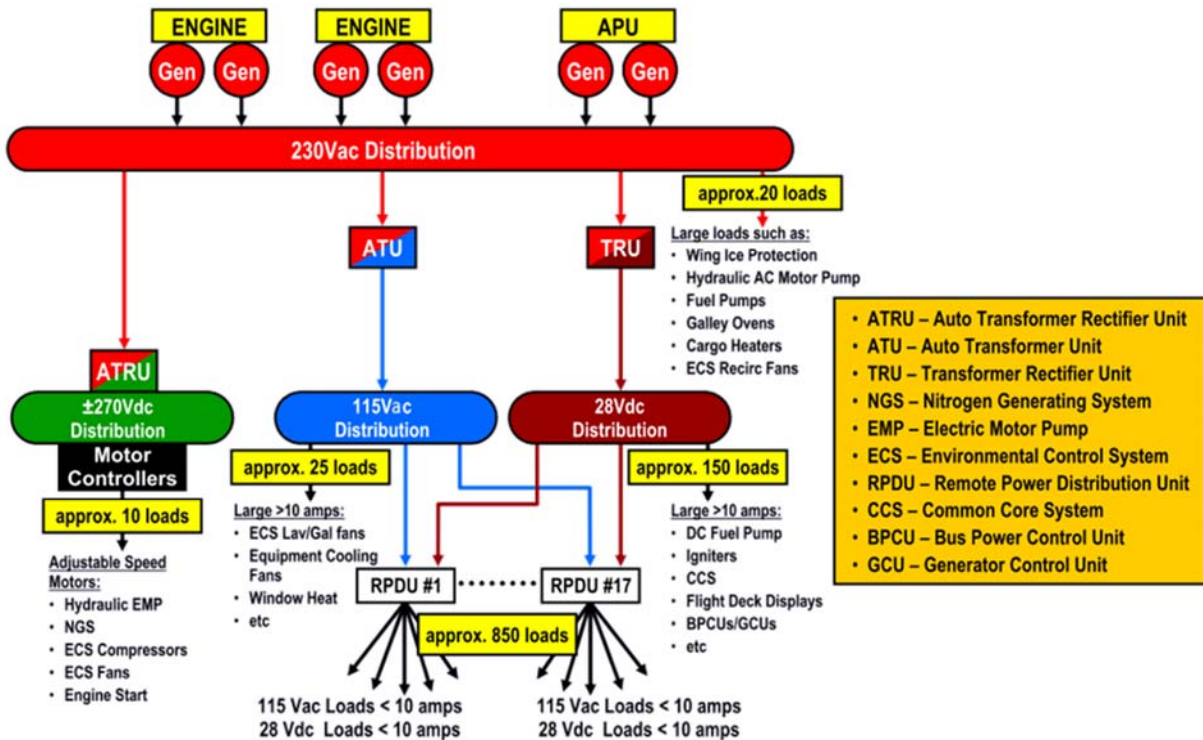 ENGINE
ENGINE
APU
Gen
Gen
Gen
Gen
Gen
Gen
230Vac Distribution
approx.20 loads
Large loads such as:
• Wing Ice Protection
• Hydraulic AC Motor Pump
• Fuel Pumps
• Galley Ovens
• Cargo Heaters
• ECS Recirc Fans
ATU
TRU
ATRU
±270Vdc
Distribution
Motor
Controllers
approx. 10 loads
Adjustable Speed
Motors:
• Hydraulic EMP
• NGS
• ECS Compressors
• ECS Fans
• Engine Start
115Vac
Distribution
approx. 25 loads
Large >10 amps:
• ECS Lav/Gal fans
• Equipment Cooling
Fans
• Window Heat
• etc
28Vdc
Distribution
approx. 150 loads
Large >10 amps:
• DC Fuel Pump
• Igniters
• CCS
• Flight Deck Displays
• BPCUs/GCUs
• etc
RPDU #1
RPDU #17
approx. 850 loads
115 Vac Loads < 10 amps
28 Vdc Loads < 10 amps
115 Vac Loads < 10 amps
28 Vdc Loads < 10 amps
• ATRU – Auto Transformer Rectifier Unit
• ATU – Auto Transformer Unit
• TRU – Transformer Rectifier Unit
• NGS – Nitrogen Generating System
• EMP – Electric Motor Pump
• ECS – Environmental Control System
• RPDU – Remote Power Distribution Unit
• CCS – Common Core System
• BPCU – Bus Power Control Unit
• GCU – Generator Control Unit